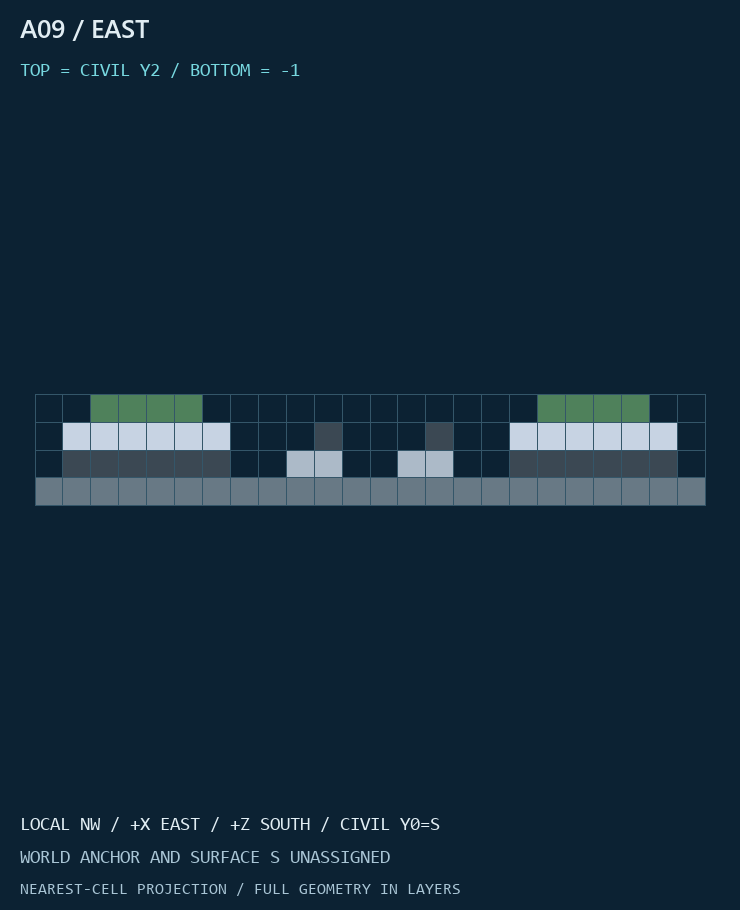 A09 / EAST
TOP = CIVIL Y2 / BOTTOM = -1
LOCAL NW / +X EAST / +Z SOUTH / CIVIL Y0=S
WORLD ANCHOR AND SURFACE S UNASSIGNED
NEAREST-CELL PROJECTION / FULL GEOMETRY IN LAYERS